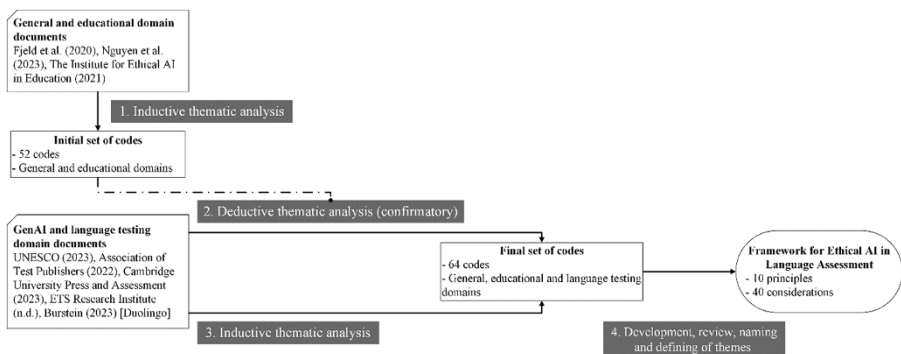 General and educational domain
documents
Fjeld et al. (2020), Nguyen et al.
(2023), The Institute for Ethical AI
in Education (2021)
1. Inductive thematic analysis
Initial set of codes
- 52 codes
- General and educational domains
2. Deductive thematic analysis (confirmatory)
GenAI and language testing
domain documents
UNESCO (2023), Association of
Test Publishers (2022), Cambridge
University Press and Assessment
(2023), ETS Research Institute
(n.d.), Burstein (2023) [Duolingo]
Final set of codes
- 64 codes
- General, educational and language testing
domains
Framework for Ethical AI in
Language Assessment
- 10 principles
- 40 considerations
3. Inductive thematic analysis
4. Development, review, naming
and defining of themes